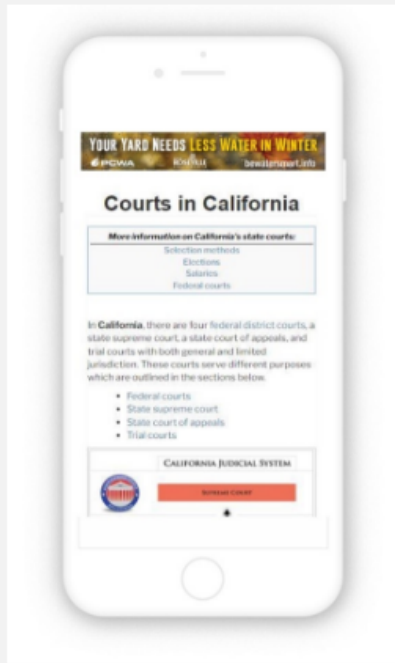 YOUR YARD NEEDS LESS WATER IN WINTER
PCWA ROSEVILLE bewatersmart.info
Courts in California
More information on California's state courts:
Selection methods
Elections
Salaries
Federal courts
In California, there are four federal district courts, a
state supreme court, a state court of appeals, and
trial courts with both general and limited
jurisdiction. These courts serve different purposes
which are outlined in the sections below.
• Federal courts
• State supreme court
• State court of appeals
• Trial courts
CALIFORNIA JUDICIAL SYSTEM
SUPREME COURT